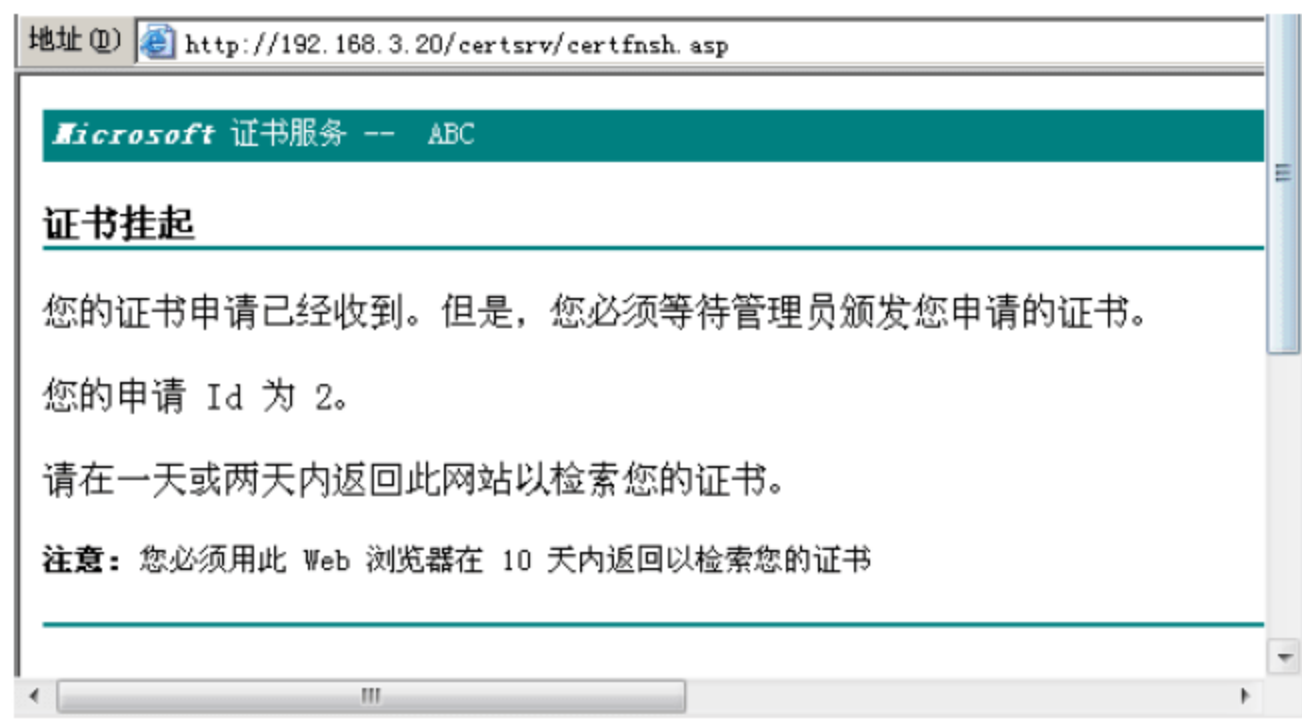 地址(D) http://192.168.3.20/certsrv/certfnsh.asp
Microsoft 证书服务 -- ABC
证书挂起
您的证书申请已经收到。但是，您必须等待管理员颁发您申请的证书。
您的申请 Id 为 2。
请在一天或两天内返回此网站以检索您的证书。
注意：您必须用此 Web 浏览器在 10 天内返回以检索您的证书